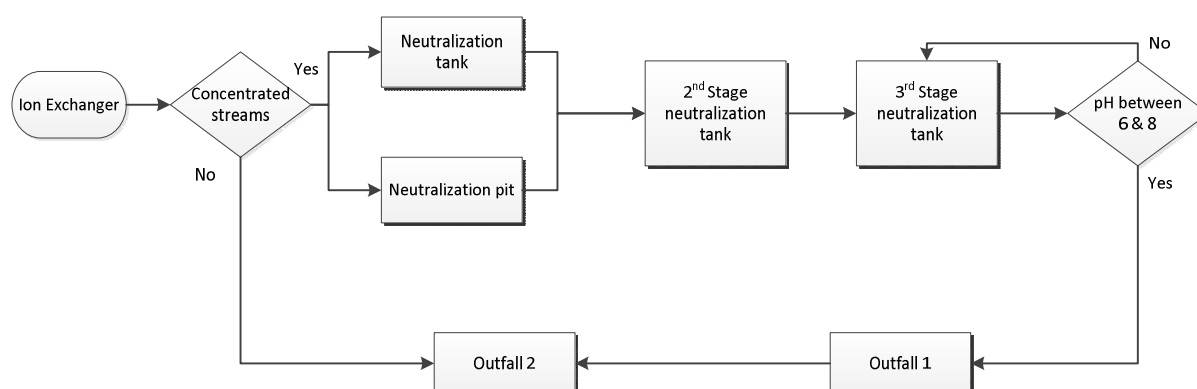 Ion Exchanger
Concentrated
streams
Yes
No
Neutralization
tank
Neutralization pit
2nd Stage
neutralization
tank
3rd Stage
neutralization
tank
No
pH between
6 & 8
Yes
Outfall 2
Outfall 1